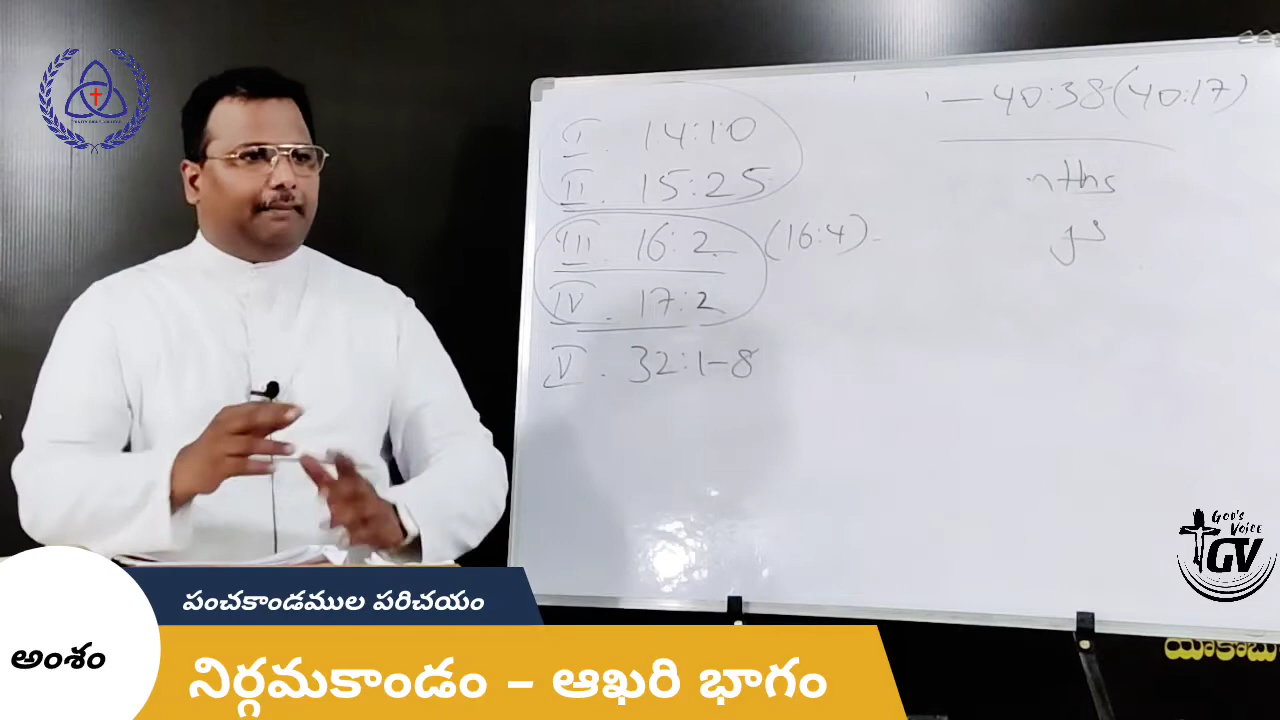 I. 14:10
II. 15:25
III. 16:2 (16:4).
IV. 17:2
V. 32:1-8
— 40:38 (40:17)
nths
GOD'S
VOICE
GV
పంచకాండముల పరిచయం
అంశం
నిర్గమకాండం - ఆఖరి భాగం